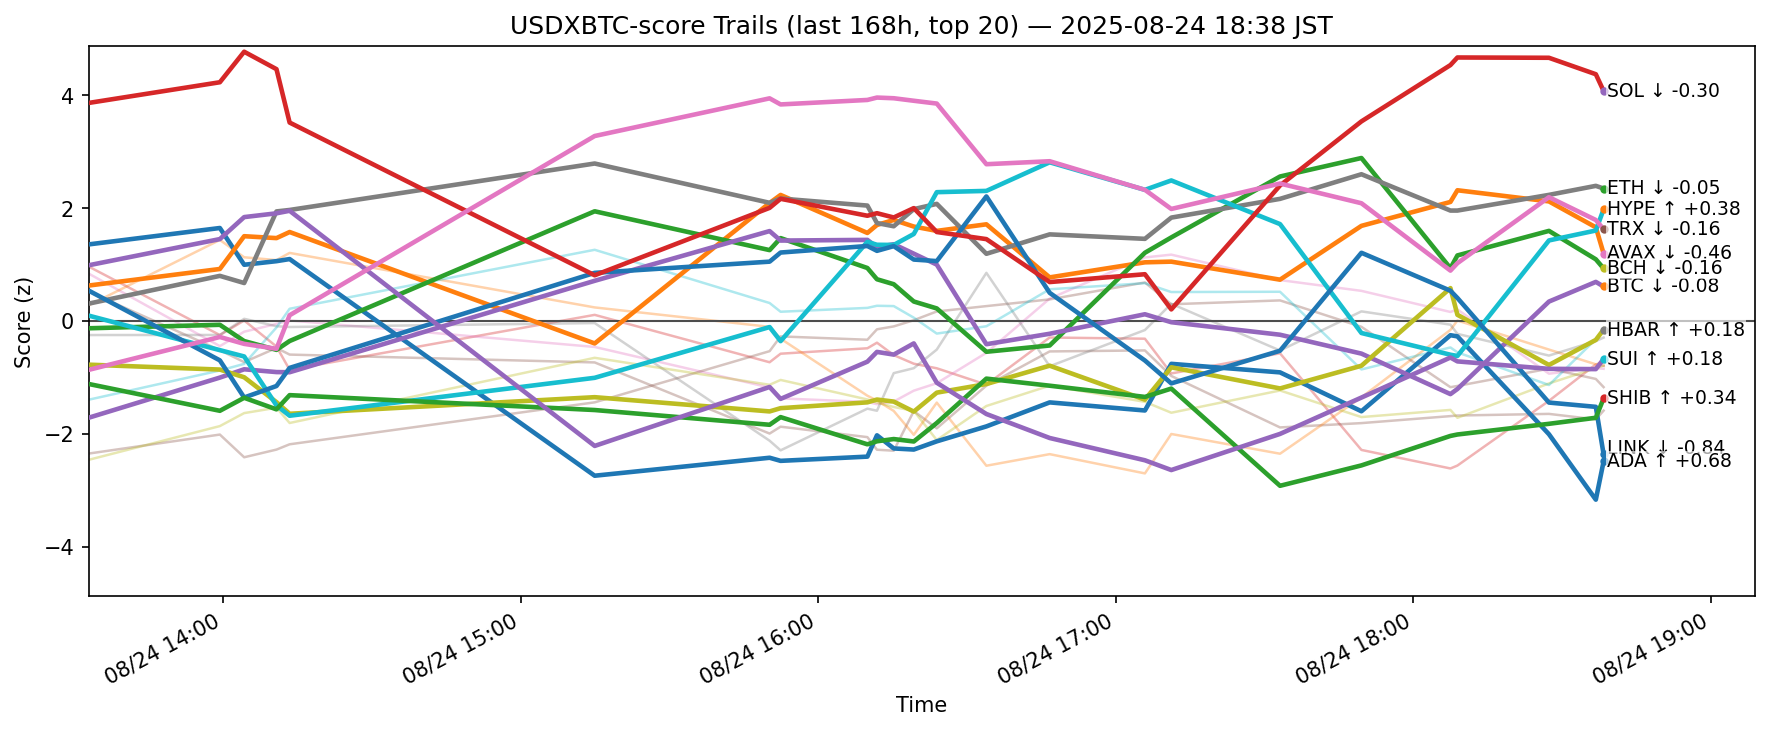 USDXBTC-score Trails (last 168h, top 20) — 2025-08-24 18:38 JST
Score (z)
4
2
0
−2
−4
SOL ↓ -0.30
ETH ↓ -0.05
HYPE ↑ +0.38
TRX ↓ -0.16
AVAX ↓ -0.46
BCH ↓ -0.16
BTC ↓ -0.08
HBAR ↑ +0.18
SUI ↑ +0.18
SHIB ↑ +0.34
LINK ↓ -0.84
ADA ↑ +0.68
08/24 14:00
08/24 15:00
08/24 16:00
08/24 17:00
08/24 18:00
08/24 19:00
Time